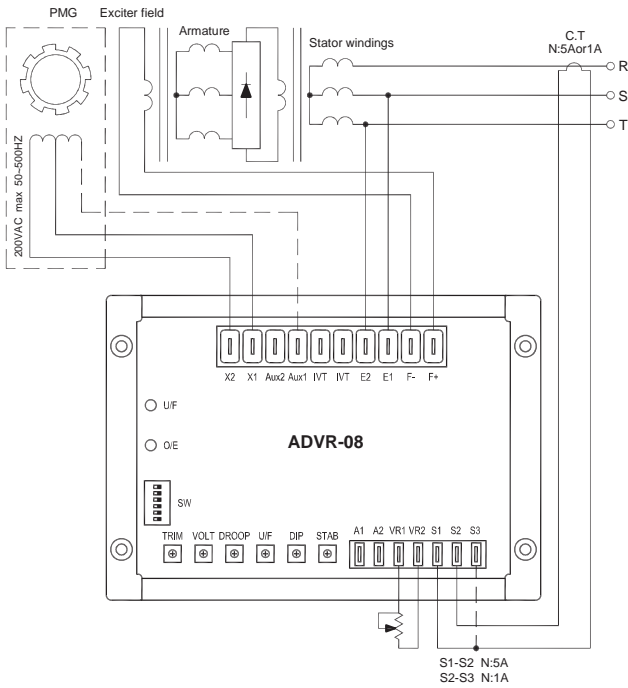 PMG Exciter field
Armature
Stator windings
C.T
N:5Aor1A
R
S
T
200VAC max 50~500HZ
X2 X1 Aux2 Aux1 IVT IVT E2 E1 F- F+
U/F
O/E
ADVR-08
SW
TRIM VOLT DROOP U/F DIP STAB
A1 A2 VR1 VR2 S1 S2 S3
S1-S2 N:5A
S2-S3 N:1A